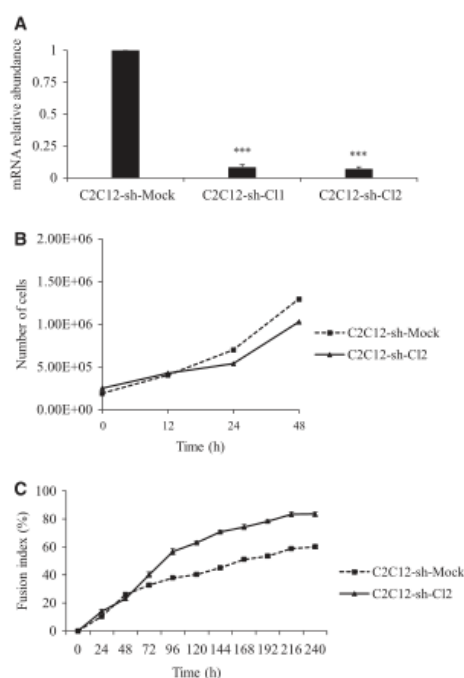 A
mRNA relative abundance
1
0.75
0.5
0.25
0
***
***
C2C12-sh-Mock C2C12-sh-Cl1 C2C12-sh-Cl2
B
Number of cells
2.00E+06
1.50E+06
1.00E+06
5.00E+05
0.00E+00
0 12 24 48
Time (h)
C2C12-sh-Mock
C2C12-sh-Cl2
C
Fusion index (%)
100
80
60
40
20
0
0 24 48 72 96 120 144 168 192 216 240
Time (h)
C2C12-sh-Mock
C2C12-sh-Cl2